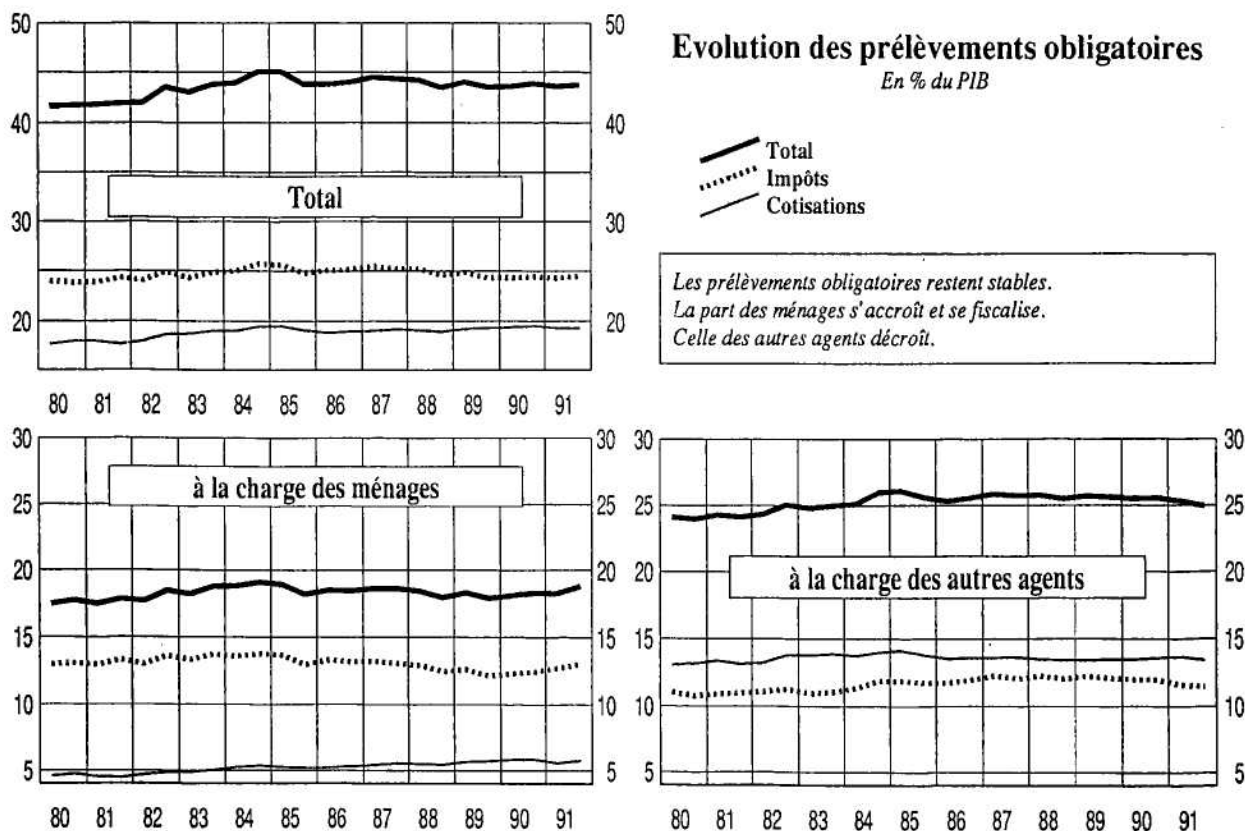 Evolution des prélèvements obligatoires
En % du PIB
Total
Impôts
Cotisations
Les prélèvements obligatoires restent stables.
La part des ménages s'accroît et se fiscalise.
Celle des autres agents décroît.
50 50
40 40
Total
30 30
20 20
80 81 82 83 84 85 86 87 88 89 90 91
30 30
à la charge des ménages
25 25
20 20
15 15
10 10
5 5
80 81 82 83 84 85 86 87 88 89 90 91
30 30
25 25
à la charge des autres agents
20 20
15 15
10 10
5 5
80 81 82 83 84 85 86 87 88 89 90 91